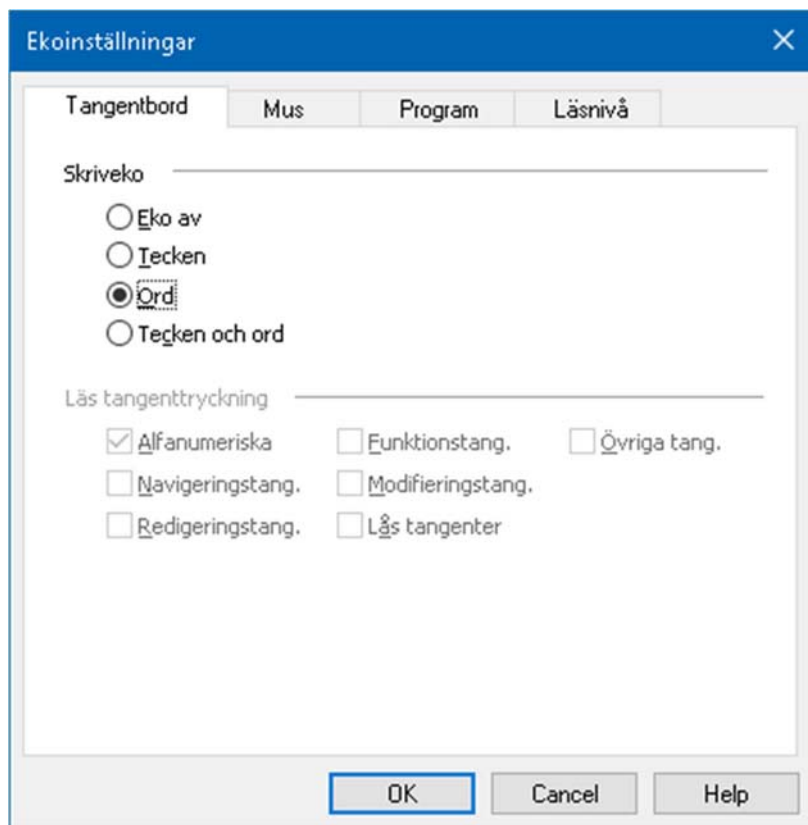 Ekoinställningar
Tangentbord Mus Program Läsnivå
Skriveko
Eko av
Tecken
Ord
Tecken och ord
Läs tangenttryckning
Alfanumeriska Funktionstang. Övriga tang.
Navigeringstang. Modifieringstang.
Redigeringstang. Lås tangenter
OK Cancel Help